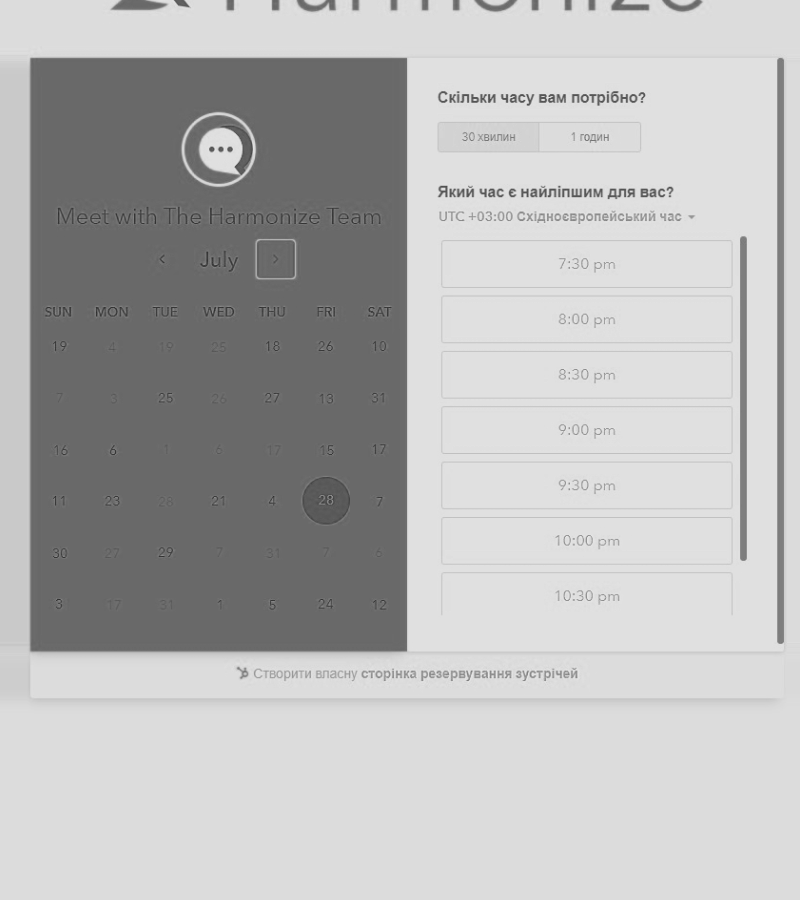 Harmonize
Meet with The Harmonize Team
July
SUN MON TUE WED THU FRI SAT
19 4 19 25 18 26 10
7 3 25 26 27 13 31
16 6 1 6 17 15 17
11 23 28 21 4 28 7
30 27 29 7 31 7 6
3 17 31 1 5 24 12
Скільки часу вам потрібно?
30 хвилин 1 годин
Який час є найліпшим для вас?
UTC +03:00 Східноєвропейський час
7:30 pm
8:00 pm
8:30 pm
9:00 pm
9:30 pm
10:00 pm
10:30 pm
Створити власну сторінка резервування зустрічей